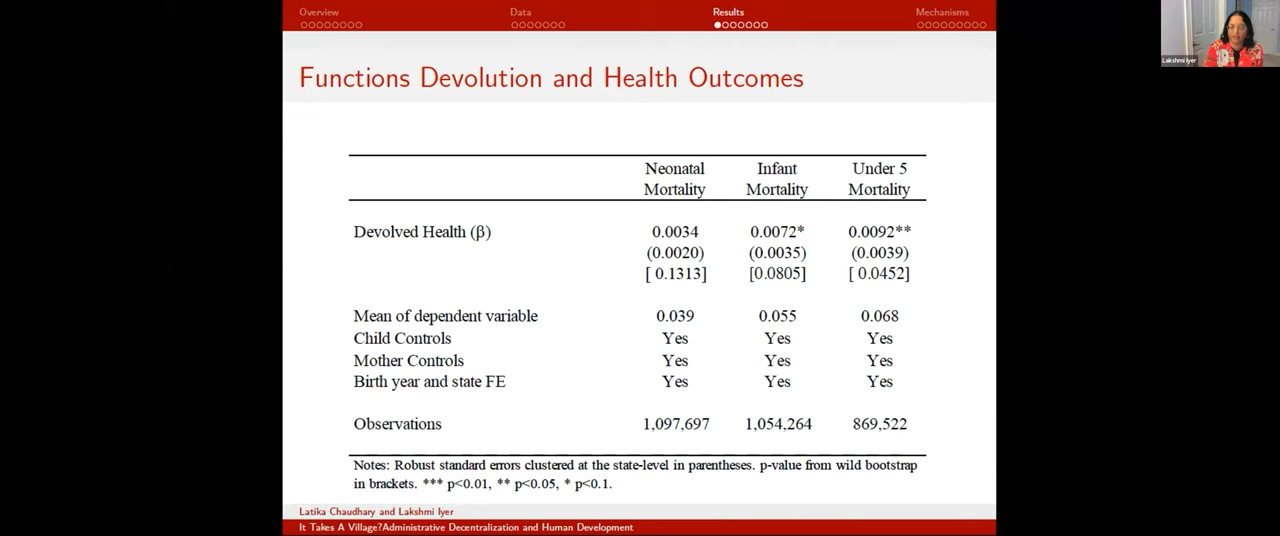 Overview Data Results Mechanisms
Lakshmi Iyer
Functions Devolution and Health Outcomes
Neonatal Infant Under 5
Mortality Mortality Mortality
Devolved Health (β) 0.0034 0.0072* 0.0092**
(0.0020) (0.0035) (0.0039)
[ 0.1313] [0.0805] [ 0.0452]
Mean of dependent variable 0.039 0.055 0.068
Child Controls Yes Yes Yes
Mother Controls Yes Yes Yes
Birth year and state FE Yes Yes Yes
Observations 1,097,697 1,054,264 869,522
Notes: Robust standard errors clustered at the state-level in parentheses. p-value from wild bootstrap
in brackets. *** p<0.01, ** p<0.05, * p<0.1.
Latika Chaudhary and Lakshmi Iyer
It Takes A Village?Administrative Decentralization and Human Development